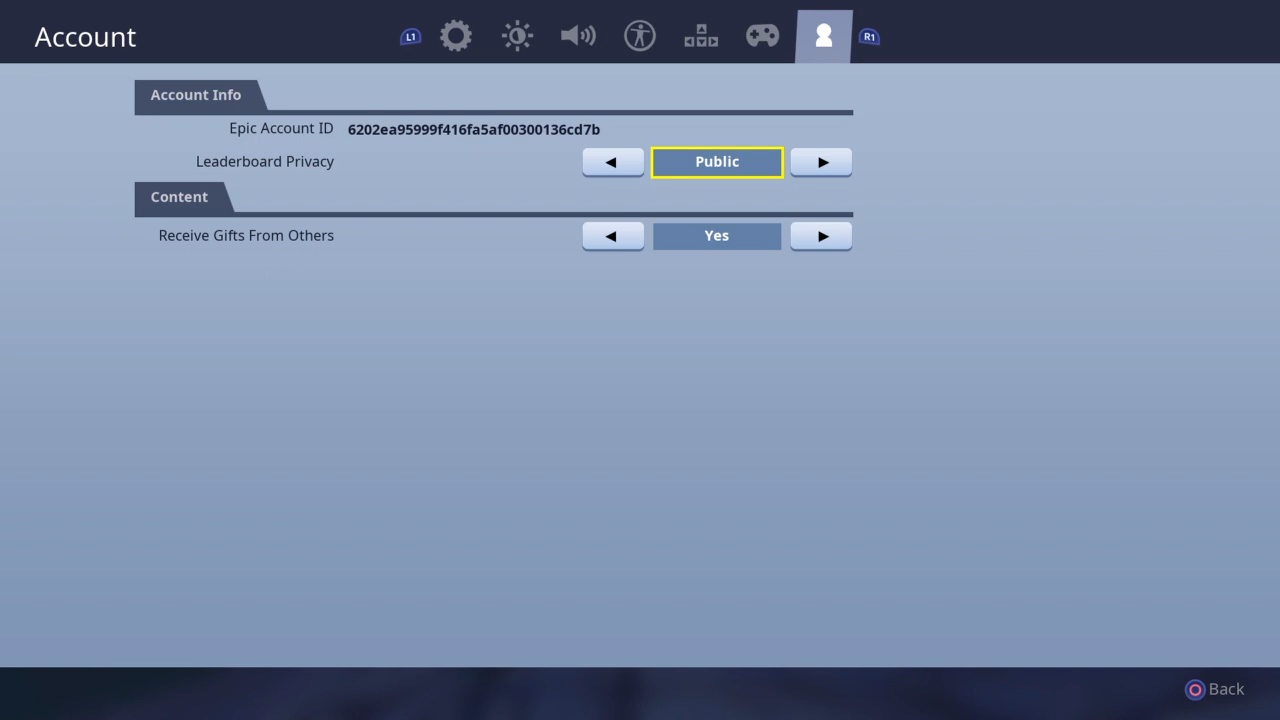 Account
L1
R1
Account Info
Epic Account ID 6202ea95999f416fa5af00300136cd7b
Leaderboard Privacy Public
Content
Receive Gifts From Others Yes
Back